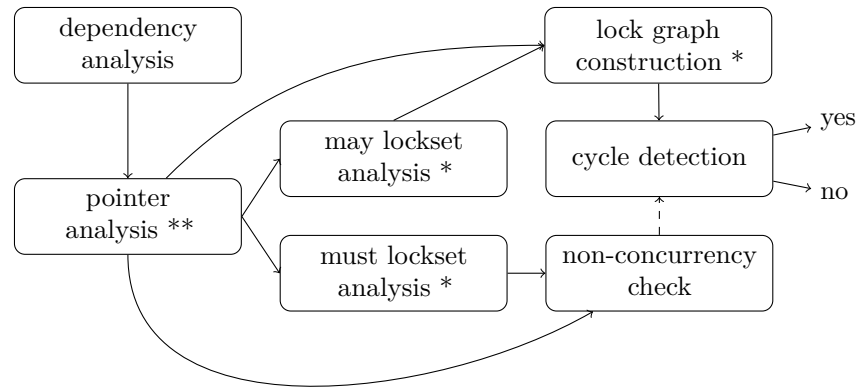 dependency
analysis
lock graph
construction *
may lockset
analysis *
cycle detection
yes
no
pointer
analysis **
must lockset
analysis *
non-concurrency
check